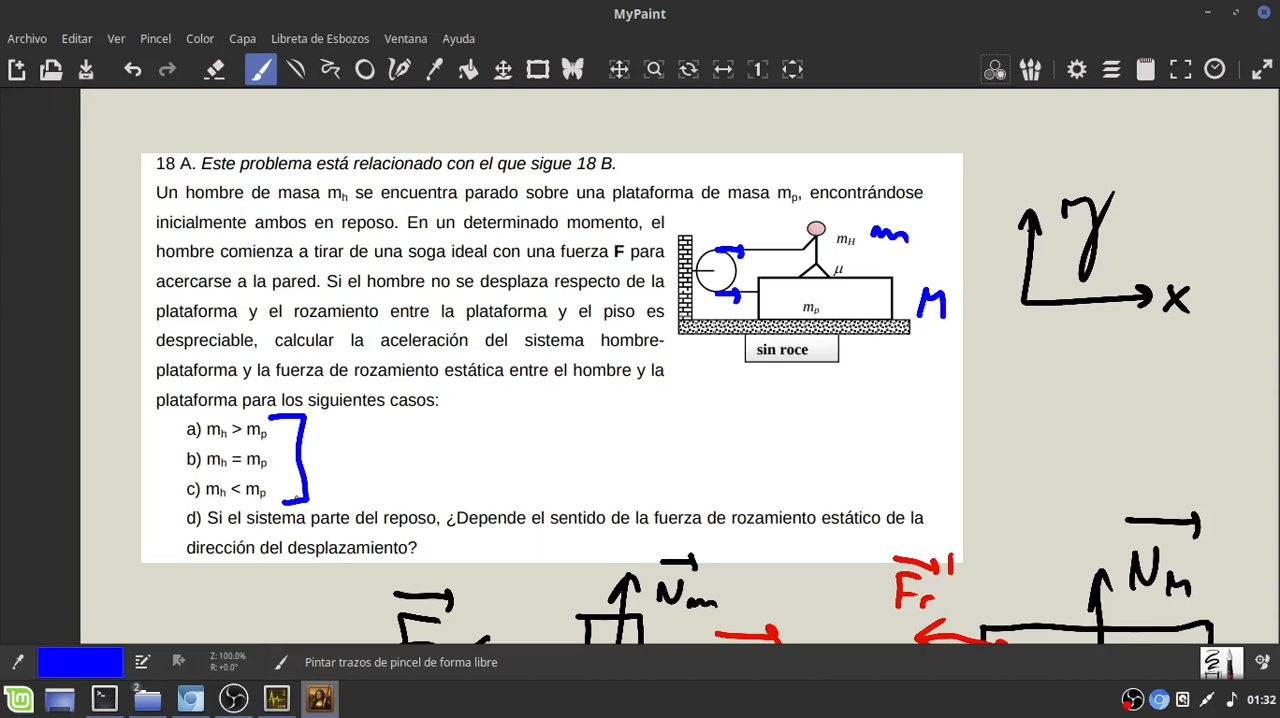 MyPaint
Archivo Editar Ver Pincel Color Capa Libreta de Esbozos Ventana Ayuda
18 A. Este problema está relacionado con el que sigue 18 B.
Un hombre de masa mh se encuentra parado sobre una plataforma de masa mp, encontrándose
inicialmente ambos en reposo. En un determinado momento, el
hombre comienza a tirar de una soga ideal con una fuerza F para
acercarse a la pared. Si el hombre no se desplaza respecto de la
plataforma y el rozamiento entre la plataforma y el piso es
despreciable, calcular la aceleración del sistema hombre-
plataforma y la fuerza de rozamiento estática entre el hombre y la
plataforma para los siguientes casos:
mH m
μ
mp M
sin roce
y
x
a) mh > mp
b) mh = mp
c) mh < mp
d) Si el sistema parte del reposo, ¿Depende el sentido de la fuerza de rozamiento estático de la
dirección del desplazamiento?
Nm
Fr'
NM
Z: 100.0%
R: +0.0°
Pintar trazos de pincel de forma libre
2
01:32